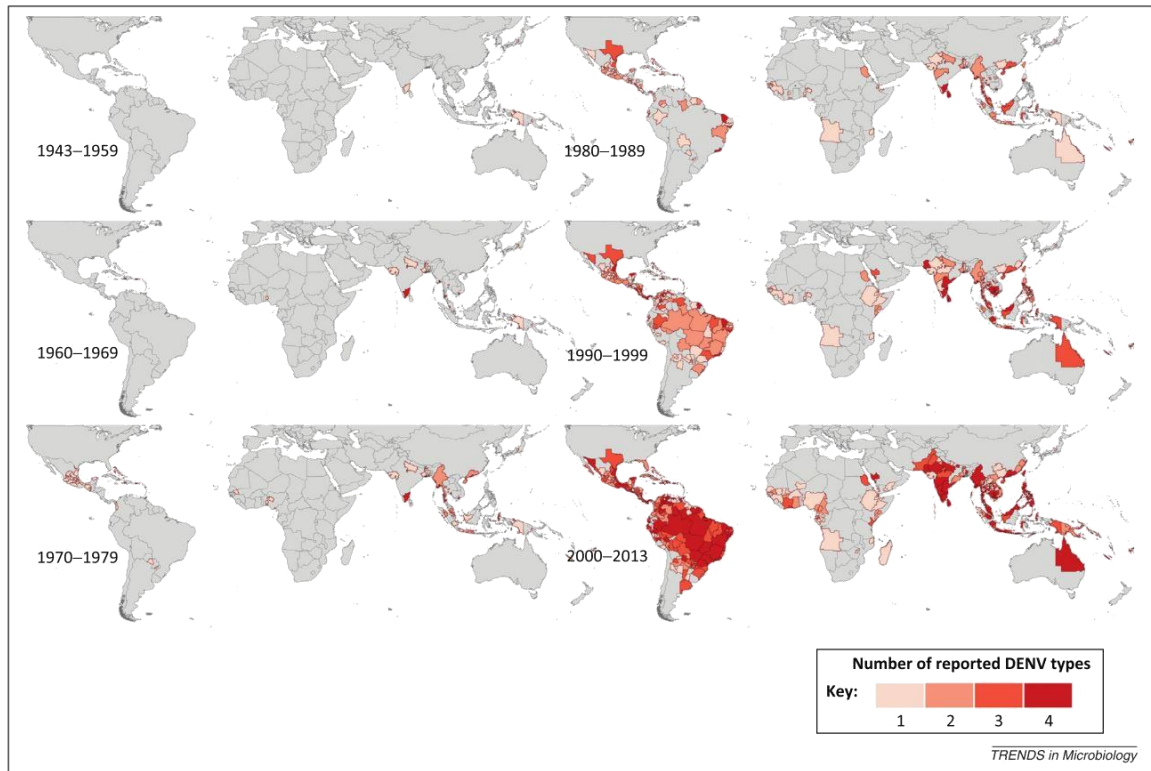 1943–1959
1980–1989
1960–1969
1990–1999
1970–1979
2000–2013
Number of reported DENV types
Key:
1 2 3 4
TRENDS in Microbiology